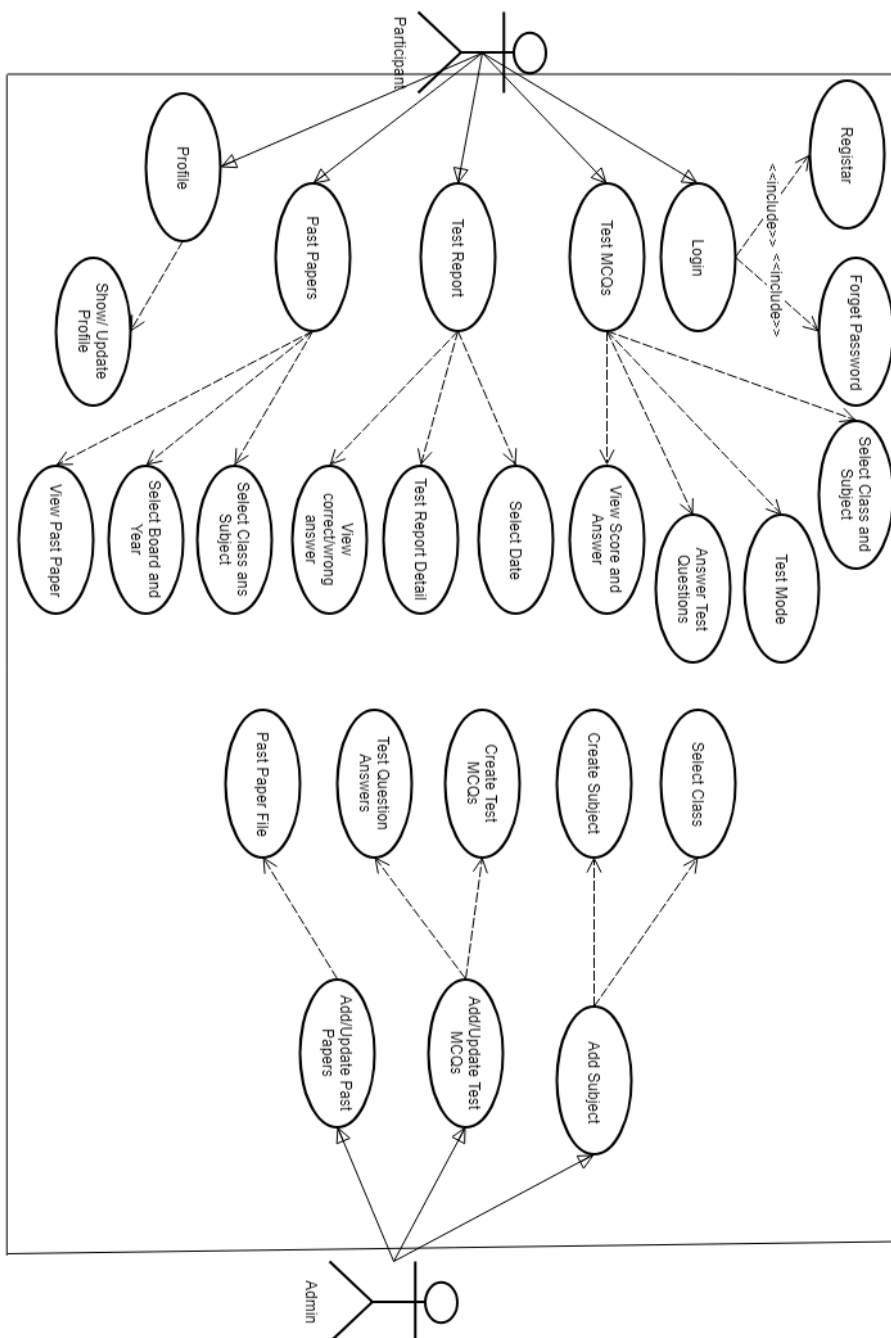 Participant
Registar
Forget Password
<<include>>
<<include>>
Login
Select Class and
Subject
Test Mode
Test MCQs
Answer Test
Questions
View Score and
Answer
Test Report
Select Date
Test Report Detail
View
correct/wrong
answer
Past Papers
Select Class ans
Subject
Select Board and
Year
View Past Paper
Profile
Show/ Update
Profile
Select Class
Create Subject
Create Test
MCQs
Test Question
Answers
Past Paper File
Add Subject
Add/Update Test
MCQs
Add/Update Past
Papers
Admin